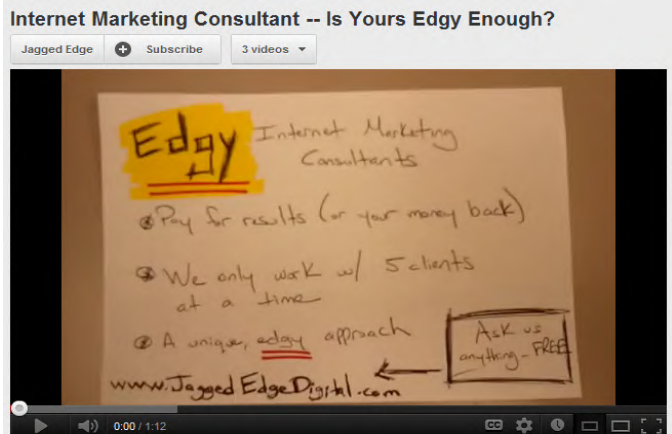 Internet Marketing Consultant -- Is Yours Edgy Enough?
Jagged Edge Subscribe 3 videos
Edgy Internet Marketing
Consultants
Pay for results (or your money back)
We only work w/ 5 clients
at a time
A unique, edgy approach
Ask us
anything - FREE
www.JaggedEdgeDigital.com
0:00 / 1:12 CC